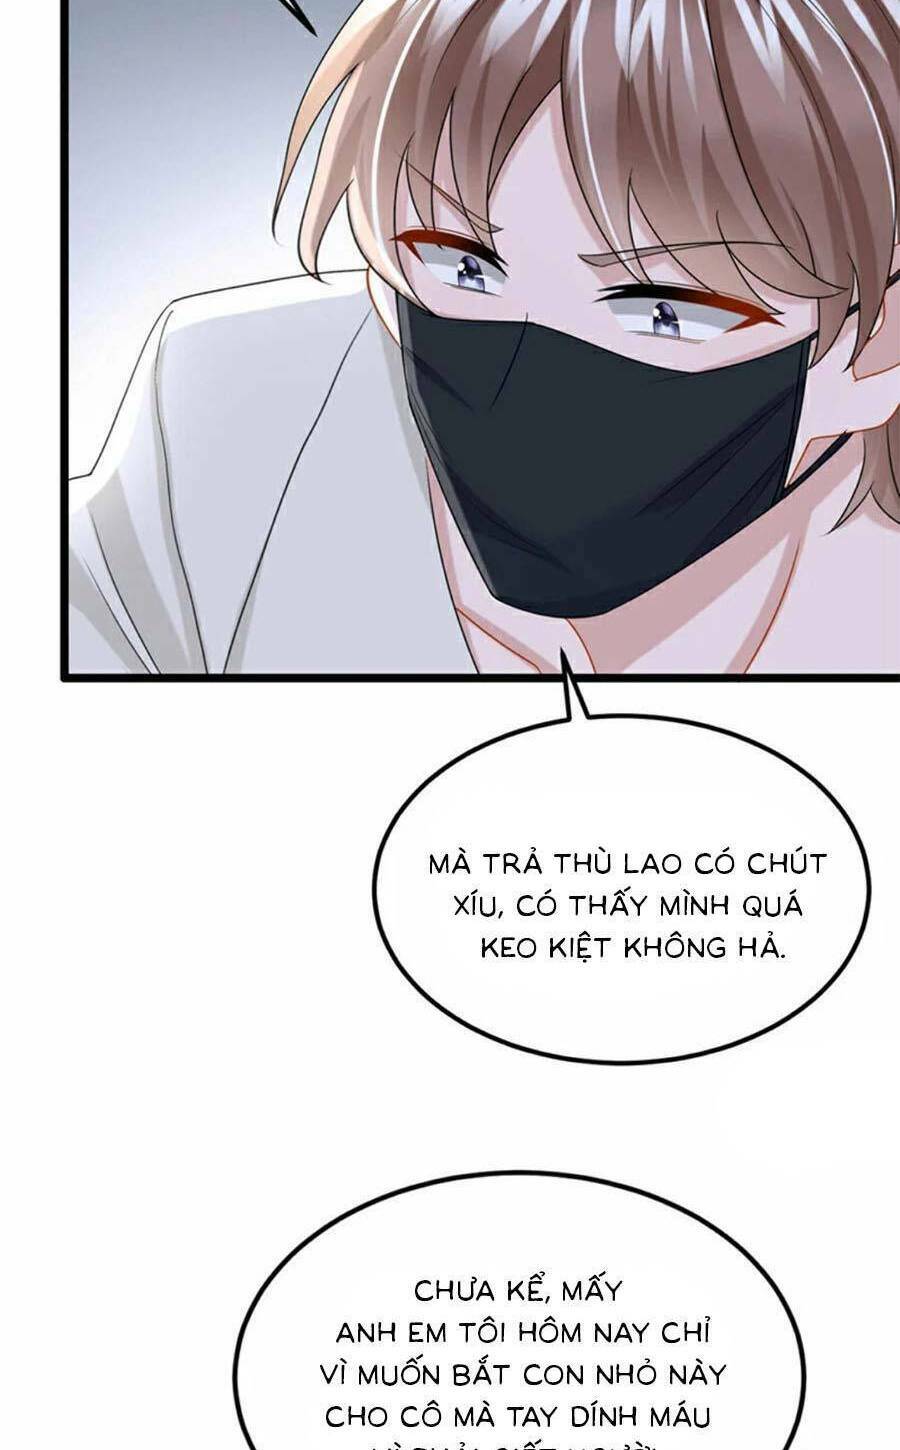 MÀ TRẢ THÙ LAO CÓ CHÚT
XÍU, CÓ THẤY MÌNH QUÁ
KEO KIỆT KHÔNG HẢ.
CHƯA KỂ, MẤY
ANH EM TÔI HÔM NAY CHỈ
VÌ MUỐN BẮT CON NHỎ NÀY
CHO CÔ MÀ TAY DÍNH MÁU